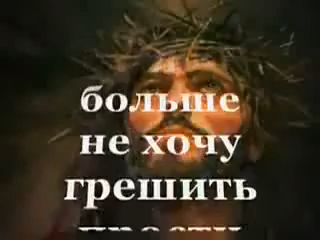 больше
не хочу
грешить